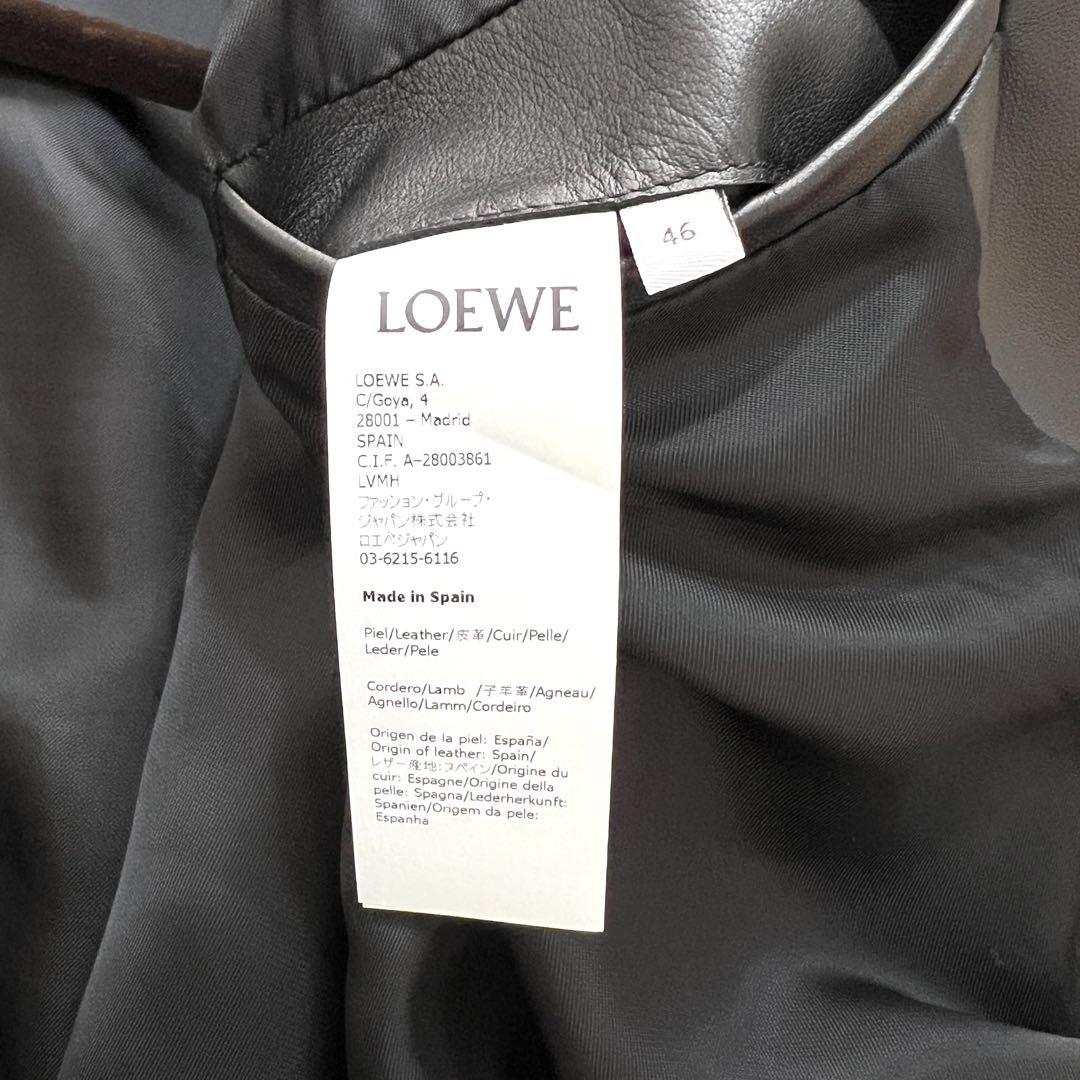 46
LOEWE
LOEWE S.A.
C/Goya, 4
28001 – Madrid
SPAIN
C.I.F. A-28003861
LVMH
ファッション・グループ・
ジャパン株式会社
ロエベジャパン
03-6215-6116
Made in Spain
Piel/Leather/皮革/Cuir/Pelle/
Leder/Pele
Cordero/Lamb /子羊革/Agneau/
Agnello/Lamm/Cordeiro
Origen de la piel: España/
Origin of leather: Spain/
レザー産地:スペイン/Origine du
cuir: Espagne/Origine della
pelle: Spagna/Lederherkunft:
Spanien/Origem da pele:
Espanha